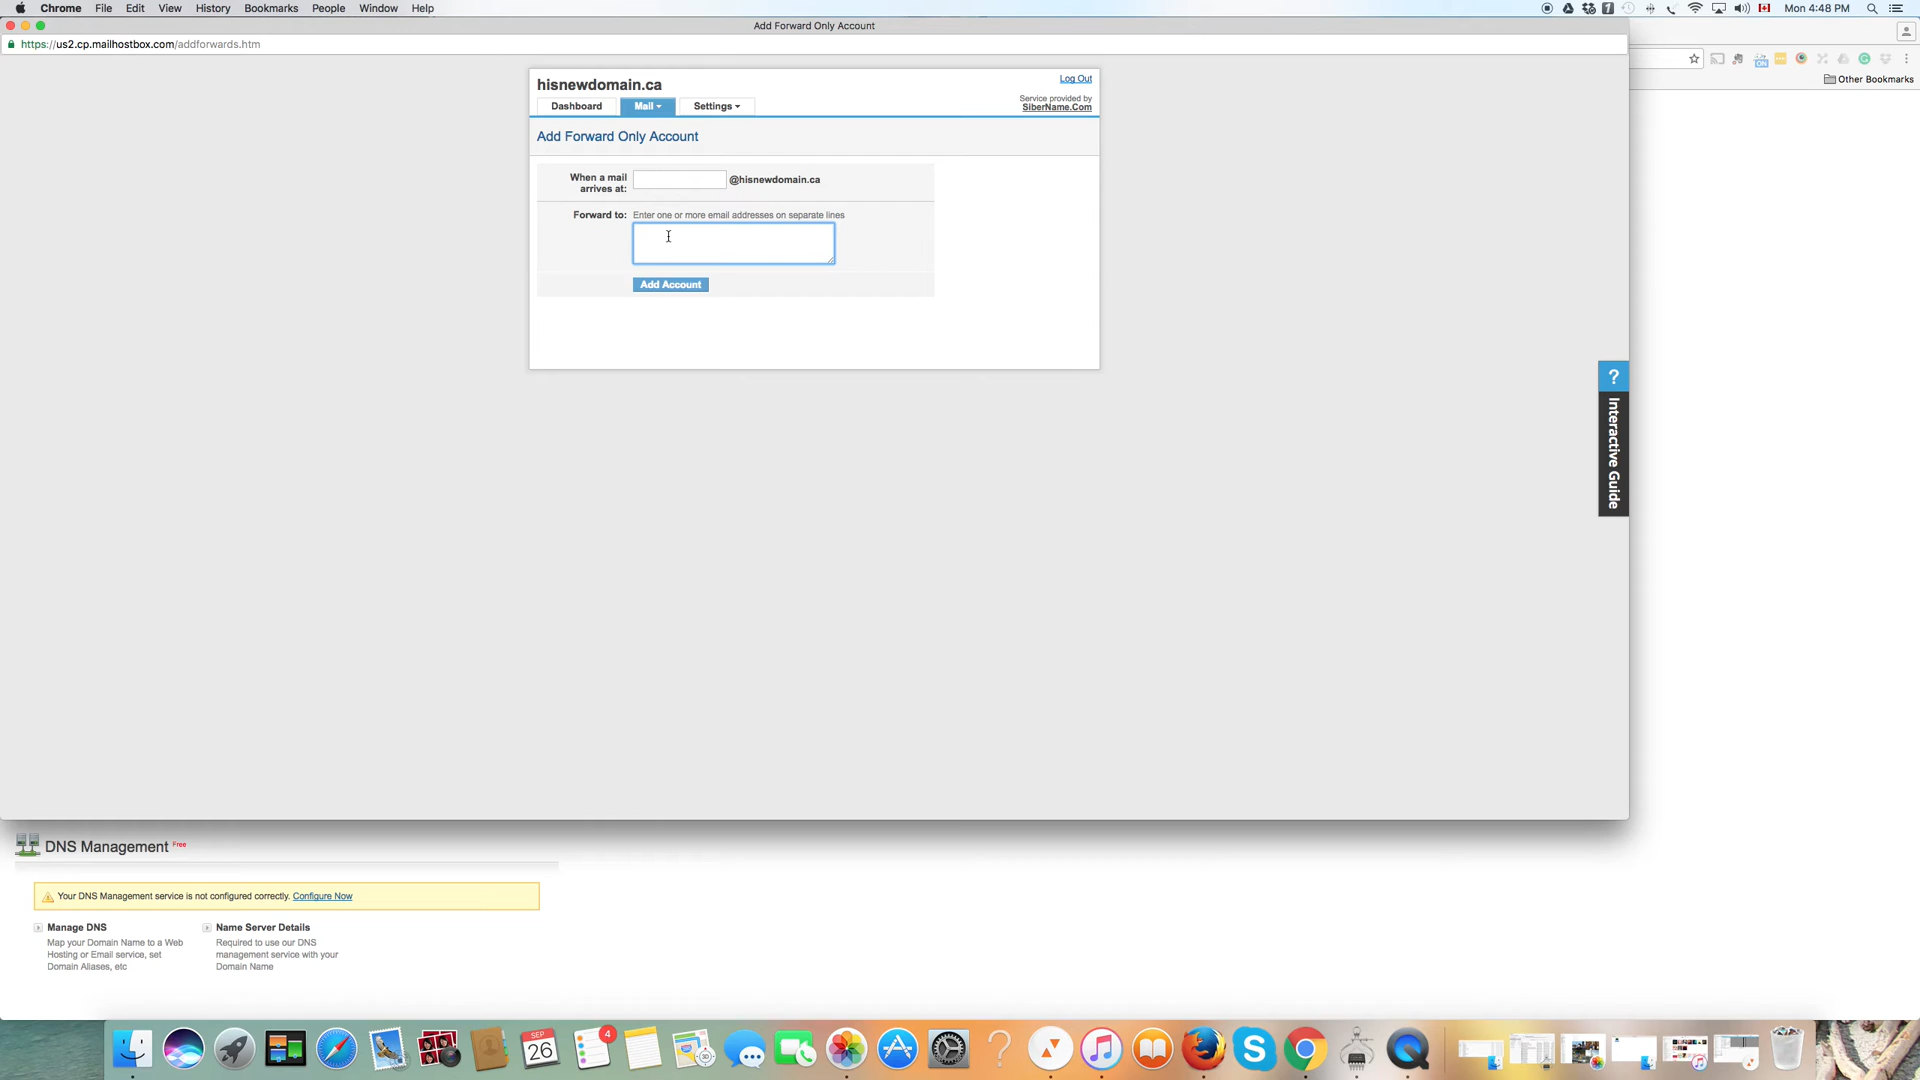 Chrome File Edit View History Bookmarks People Window Help
Mon 4:48 PM
Add Forward Only Account
https://us2.cp.mailhostbox.com/addforwards.htm
Other Bookmarks
hisnewdomain.ca
Log Out
Dashboard Mail Settings
Service provided by
SiberName.Com
Add Forward Only Account
When a mail
arrives at:
@hisnewdomain.ca
Forward to: Enter one or more email addresses on separate lines
Add Account
?
Interactive Guide
DNS Management Free
Your DNS Management service is not configured correctly. Configure Now
Manage DNS
Map your Domain Name to a Web
Hosting or Email service, set
Domain Aliases, etc
Name Server Details
Required to use our DNS
management service with your
Domain Name
SEP
26
4